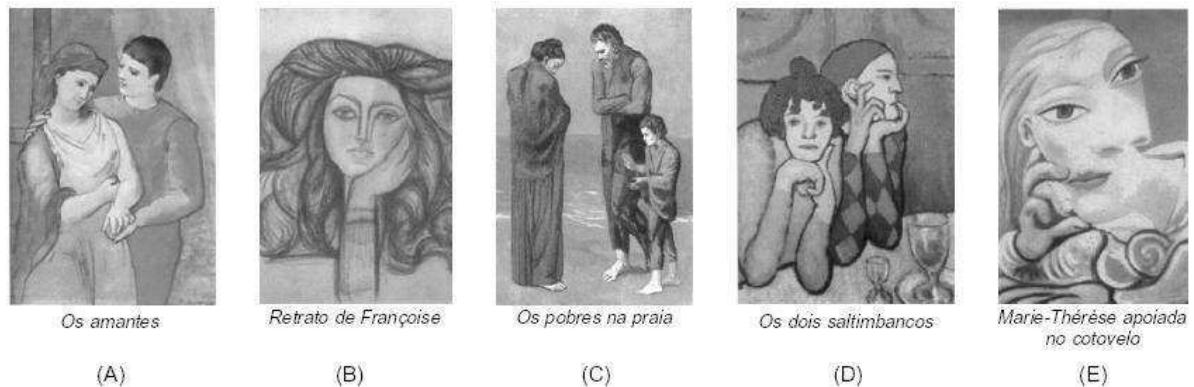 Os amantes
Retrato de Françoise
Os pobres na praia
Os dois saltimbancos
Marie-Thérèse apoiada
no cotovelo
(A)
(B)
(C)
(D)
(E)